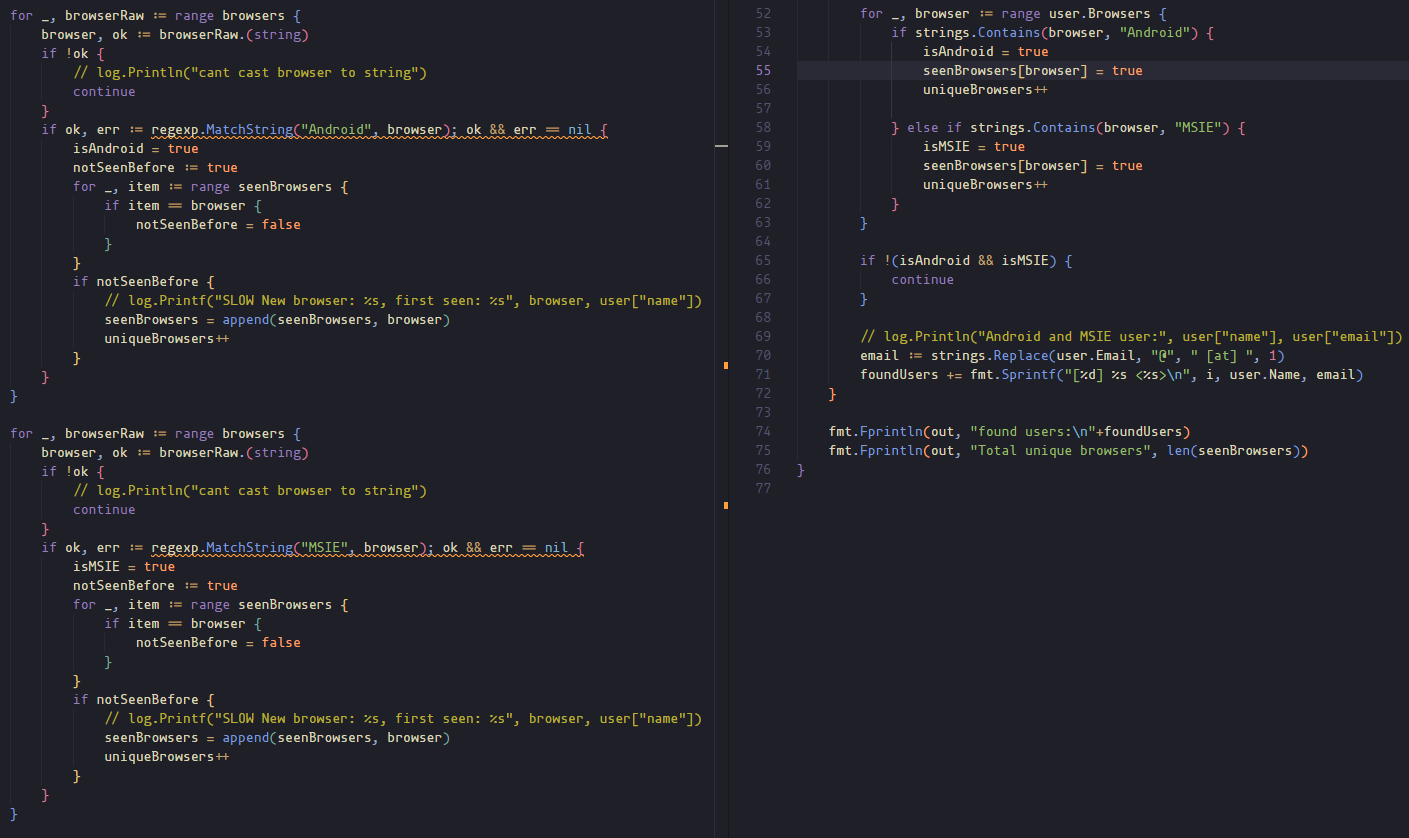 for _, browserRaw := range browsers {
browser, ok := browserRaw.(string)
if !ok {
// log.Println("cant cast browser to string")
continue
}
if ok, err := regexp.MatchString("Android", browser); ok && err == nil {
isAndroid = true
notSeenBefore := true
for _, item := range seenBrowsers {
if item == browser {
notSeenBefore = false
}
}
if notSeenBefore {
// log.Printf("SLOW New browser: %s, first seen: %s", browser, user["name"])
seenBrowsers = append(seenBrowsers, browser)
uniqueBrowsers++
}
}
}
for _, browserRaw := range browsers {
browser, ok := browserRaw.(string)
if !ok {
// log.Println("cant cast browser to string")
continue
}
if ok, err := regexp.MatchString("MSIE", browser); ok && err == nil {
isMSIE = true
notSeenBefore := true
for _, item := range seenBrowsers {
if item == browser {
notSeenBefore = false
}
}
if notSeenBefore {
// log.Printf("SLOW New browser: %s, first seen: %s", browser, user["name"])
seenBrowsers = append(seenBrowsers, browser)
uniqueBrowsers++
}
}
}
52 for _, browser := range user.Browsers {
53 if strings.Contains(browser, "Android") {
54 isAndroid = true
55 seenBrowsers[browser] = true
56 uniqueBrowsers++
57
58 } else if strings.Contains(browser, "MSIE") {
59 isMSIE = true
60 seenBrowsers[browser] = true
61 uniqueBrowsers++
62 }
63 }
64
65 if !(isAndroid && isMSIE) {
66 continue
67 }
68
69 // log.Println("Android and MSIE user:", user["name"], user["email"])
70 email := strings.Replace(user.Email, "@", " [at] ", 1)
71 foundUsers += fmt.Sprintf("[%d] %s <%s>\n", i, user.Name, email)
72 }
73
74 fmt.Fprintln(out, "found users:\n"+foundUsers)
75 fmt.Fprintln(out, "Total unique browsers", len(seenBrowsers))
76 }
77